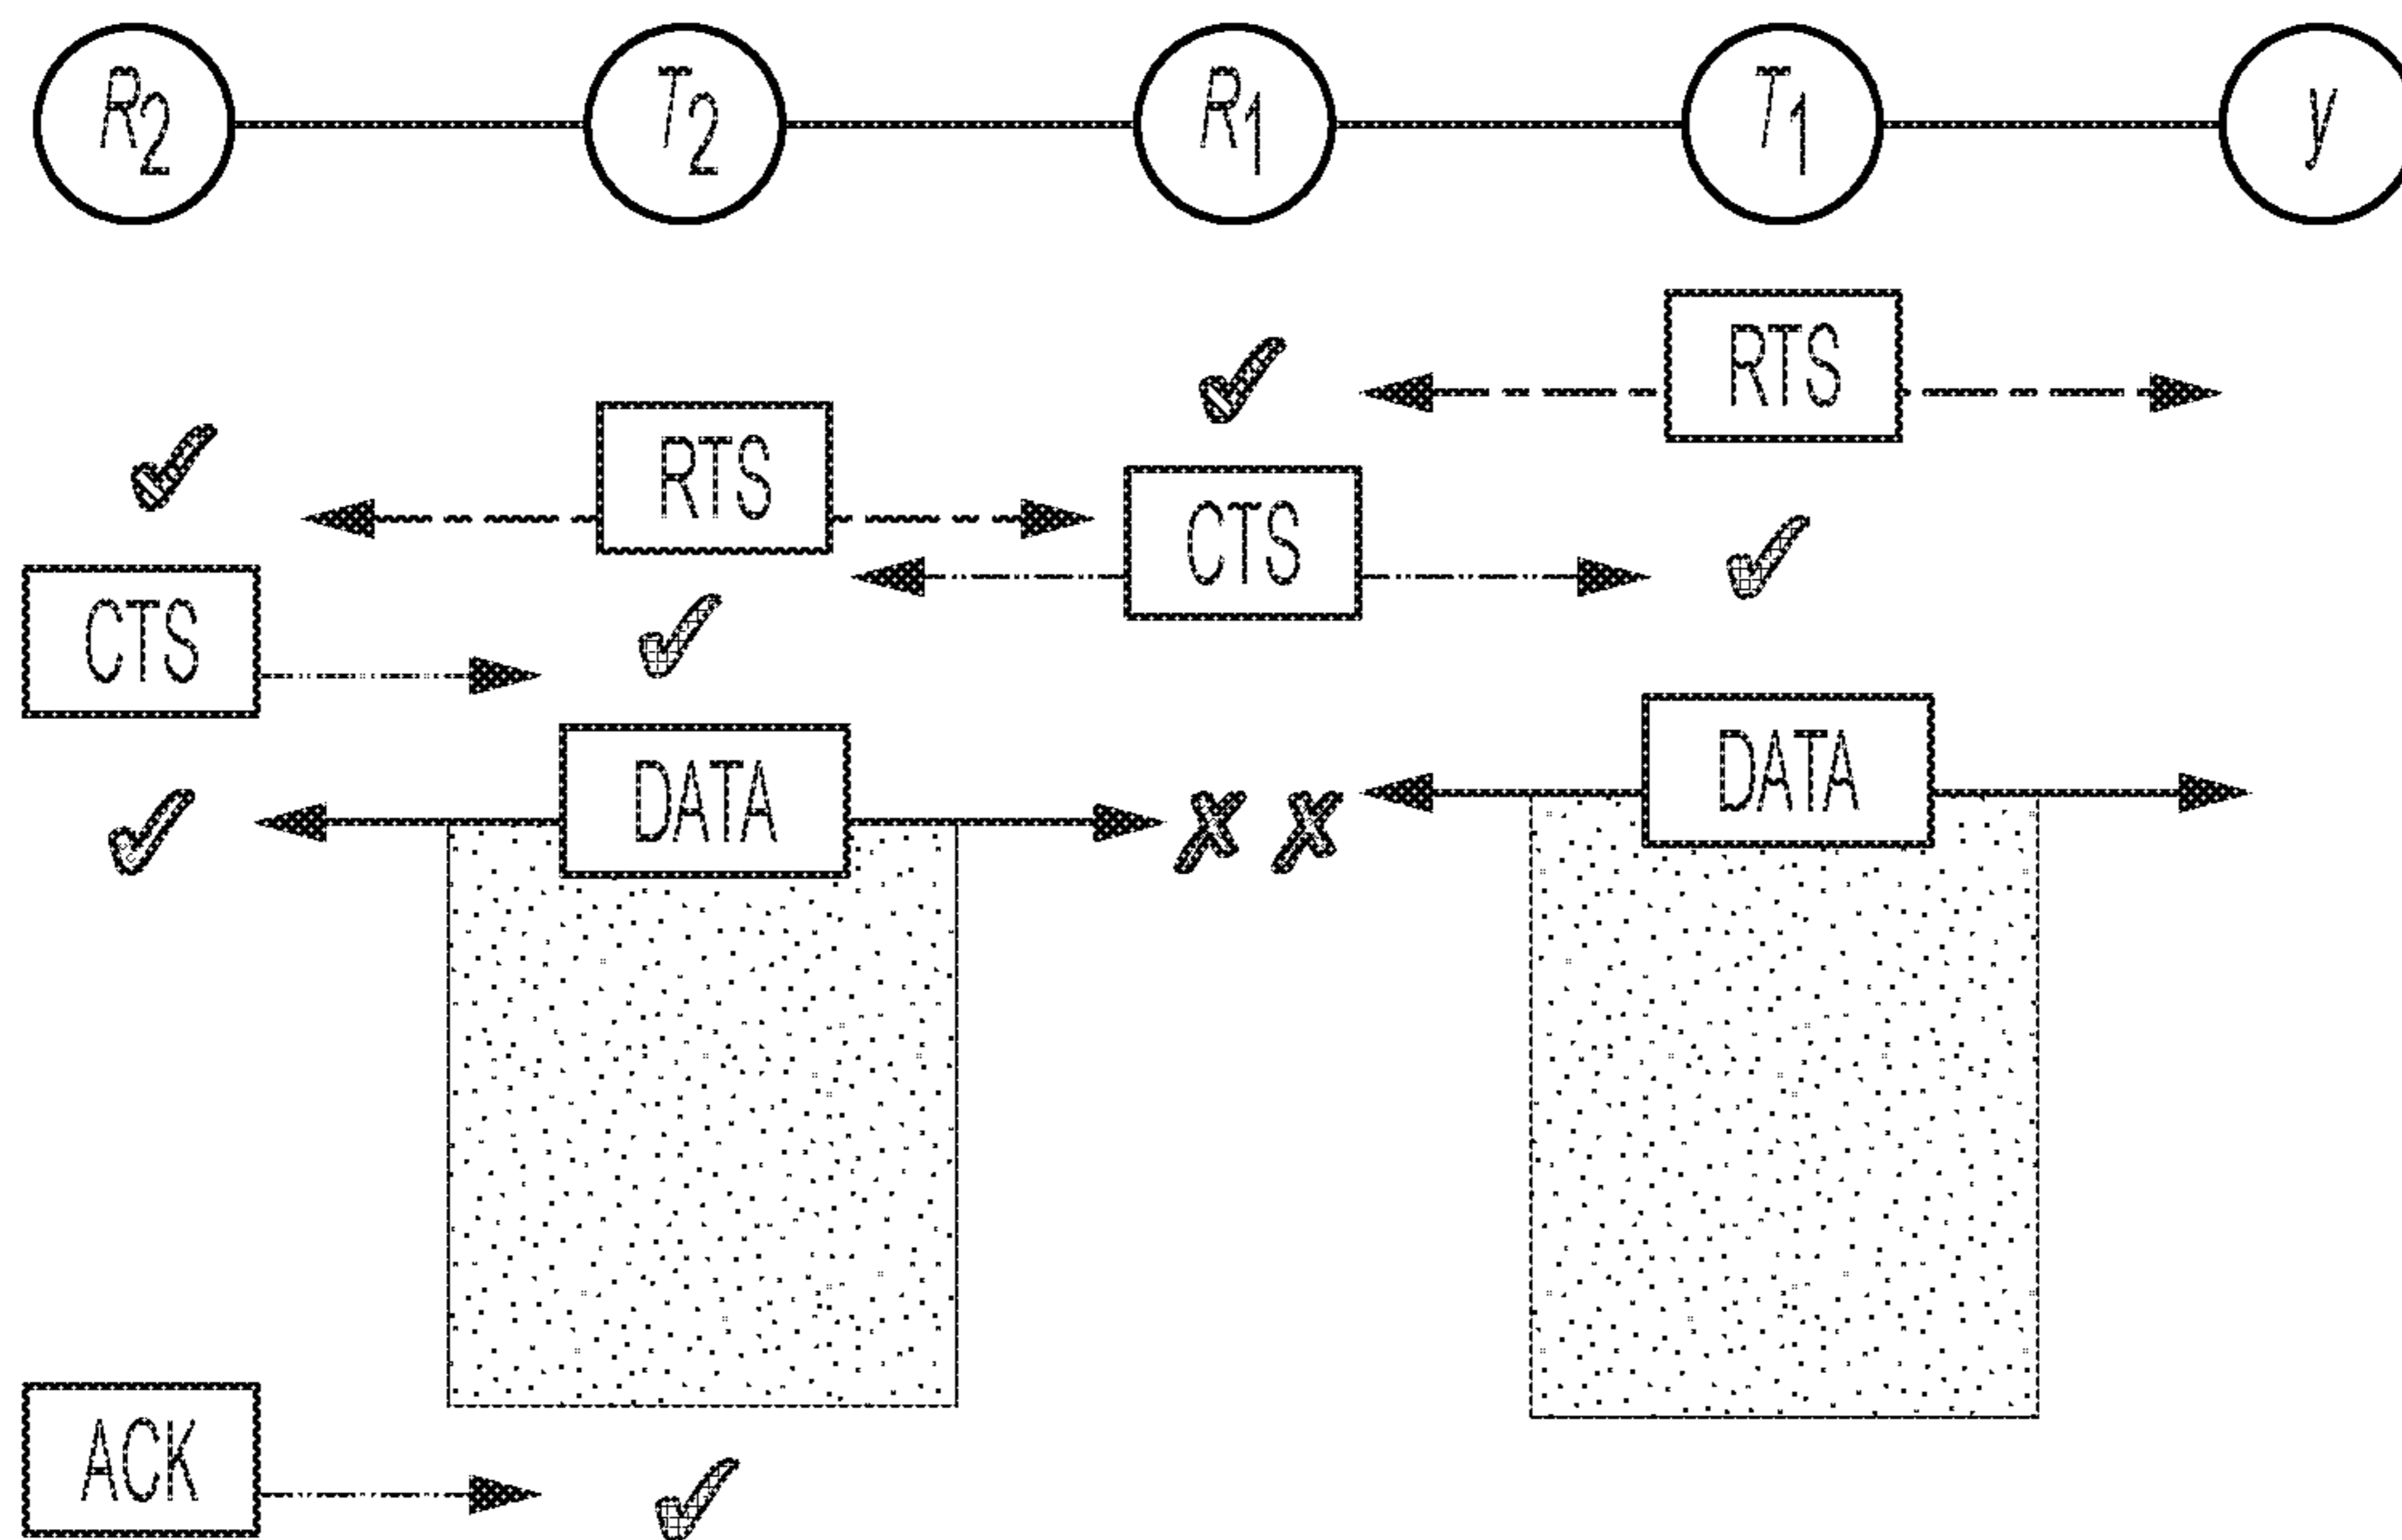 R2 T2 R1 T1 y
RTS
RTS
CTS
CTS
DATA
DATA
ACK